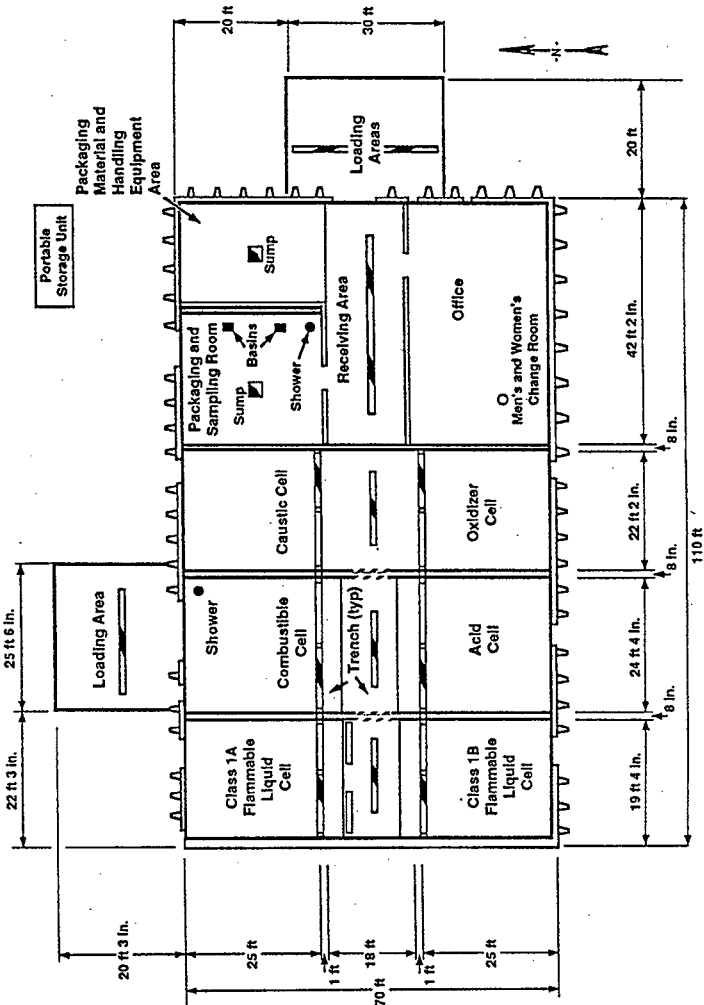 20 ft
30 ft
-N-
Packaging
Material and
Handling
Equipment
Area
Portable
Storage Unit
Loading
Areas
20 ft
Sump
Packaging and
Sampling Room
Basins
Sump
Shower
Receiving Area
Office
Men's and Women's
Change Room
42 ft 2 in.
8 in.
Caustic Cell
Oxidizer
Cell
22 ft 2 in.
8 in.
110 ft
25 ft 6 in.
Loading Area
Shower
Combustible
Cell
Trench (typ)
Acid
Cell
24 ft 4 in.
8 in.
22 ft 3 in.
Class 1A
Flammable
Liquid
Cell
Class 1B
Flammable
Liquid
Cell
19 ft 4 in.
20 ft 3 in.
25 ft
1 ft
18 ft
1 ft
25 ft
70 ft